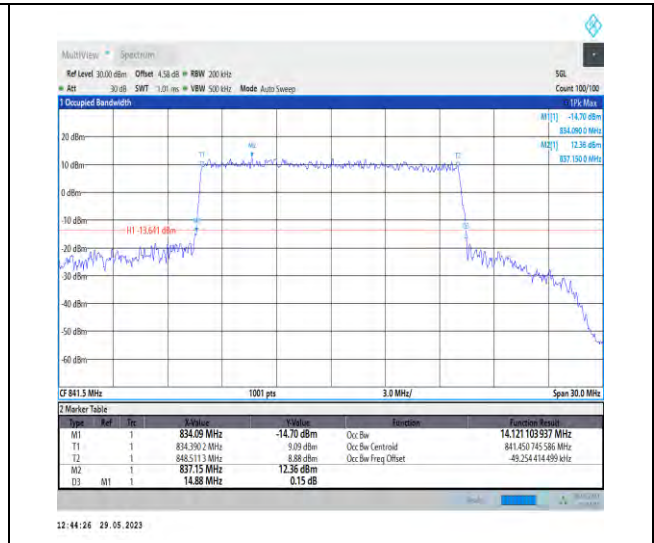 MultiView Spectrum
Ref Level 30.00 dBm Offset 4.58 dB RBW 200 kHz SGL
Att 30 dB SWT 1.01 ms VBW 500 kHz Mode Auto Sweep Count 100/100
1 Occupied Bandwidth 1Pk Max
M1[1] -14.70 dBm
834.090 0 MHz
M2[1] 12.36 dBm
837.150 0 MHz
20 dBm
M2
T1 T2
10 dBm
0 dBm
-10 dBm
H1 -13.641 dBm
-20 dBm
-30 dBm
-40 dBm
-50 dBm
-60 dBm
CF 841.5 MHz 1001 pts 3.0 MHz/ Span 30.0 MHz
2 Marker Table
Type Ref Trc X-Value Y-Value Function Function Result
M1 1 834.09 MHz -14.70 dBm Occ Bw 14.121 103 937 MHz
T1 1 834.390 2 MHz 9.09 dBm Occ Bw Centroid 841.450 745 586 MHz
T2 1 848.511 3 MHz 8.88 dBm Occ Bw Freq Offset -49.254 414 499 kHz
M2 1 837.15 MHz 12.36 dBm
D3 M1 1 14.88 MHz 0.15 dB
12:44:26 29.05.2023